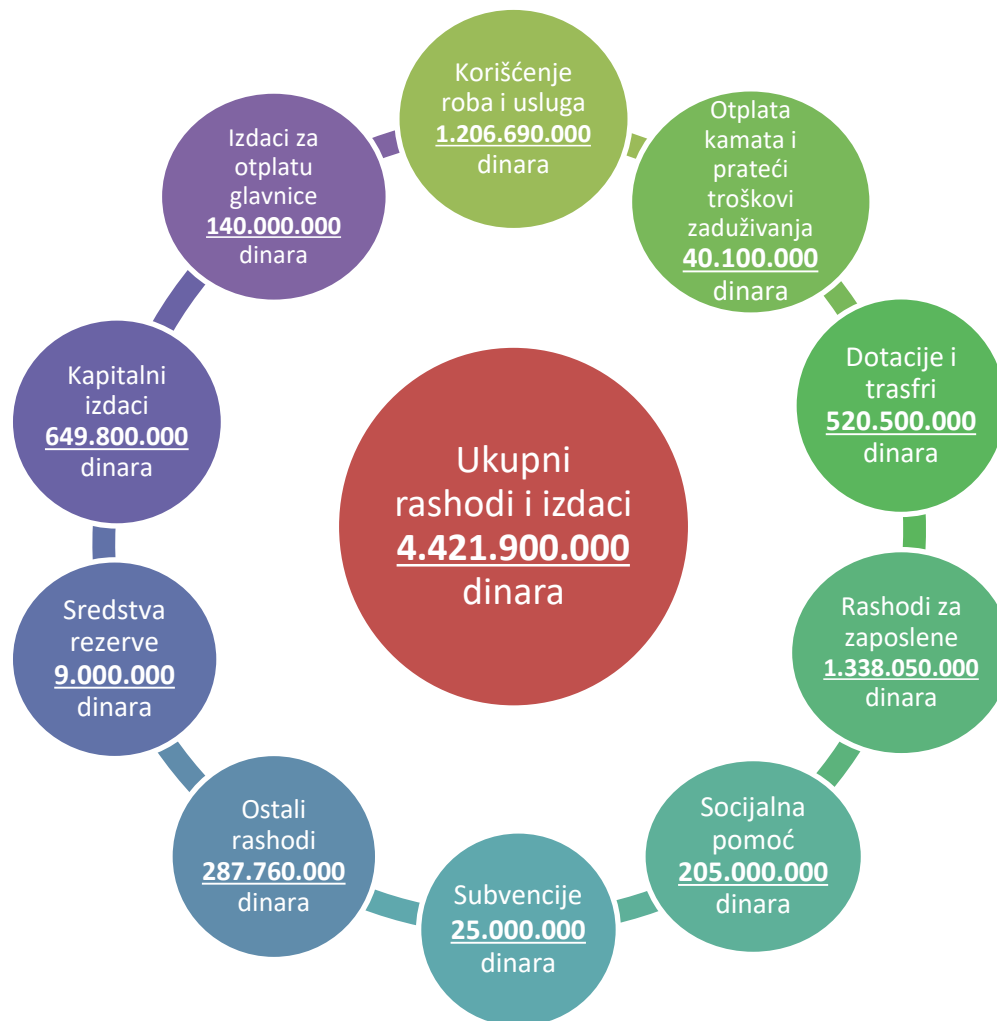 Korišćenje
roba i usluga
1.206.690.000
dinara
Otplata
kamata i
prateći
troškovi
zaduživanja
40.100.000
dinara
Dotacije i
trasfri
520.500.000
dinara
Rashodi za
zaposlene
1.338.050.000
dinara
Socijalna
pomoć
205.000.000
dinara
Subvencije
25.000.000
dinara
Ostali
rashodi
287.760.000
dinara
Sredstva
rezerve
9.000.000
dinara
Kapitalni
izdaci
649.800.000
dinara
Izdaci za
otplatu
glavnice
140.000.000
dinara
Ukupni
rashodi i izdaci
4.421.900.000
dinara